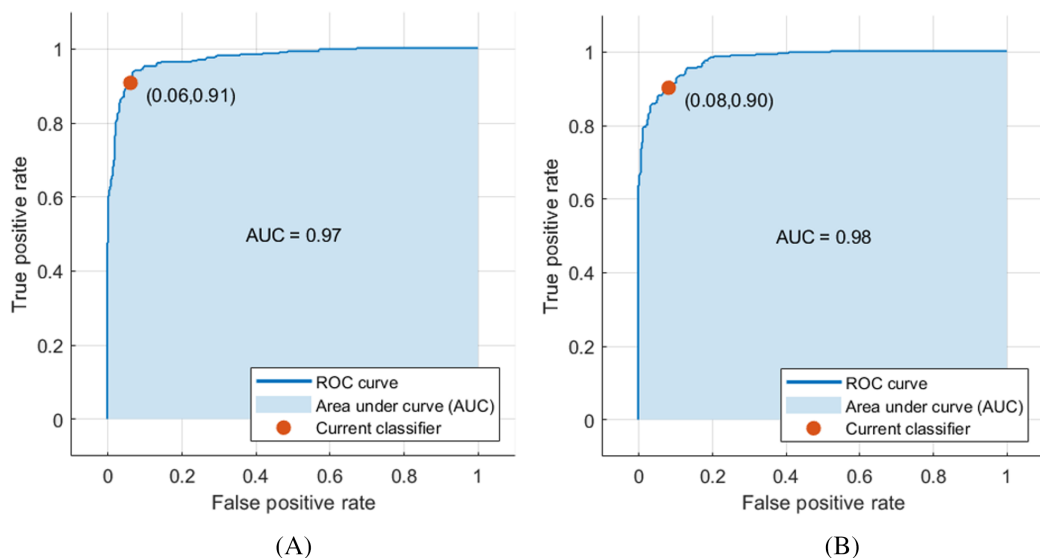 1
0.8
0.6
0.4
0.2
0
True positive rate
(0.06,0.91)
AUC = 0.97
ROC curve
Area under curve (AUC)
Current classifier
0 0.2 0.4 0.6 0.8 1
False positive rate
(A)
1
0.8
0.6
0.4
0.2
0
True positive rate
(0.08,0.90)
AUC = 0.98
ROC curve
Area under curve (AUC)
Current classifier
0 0.2 0.4 0.6 0.8 1
False positive rate
(B)